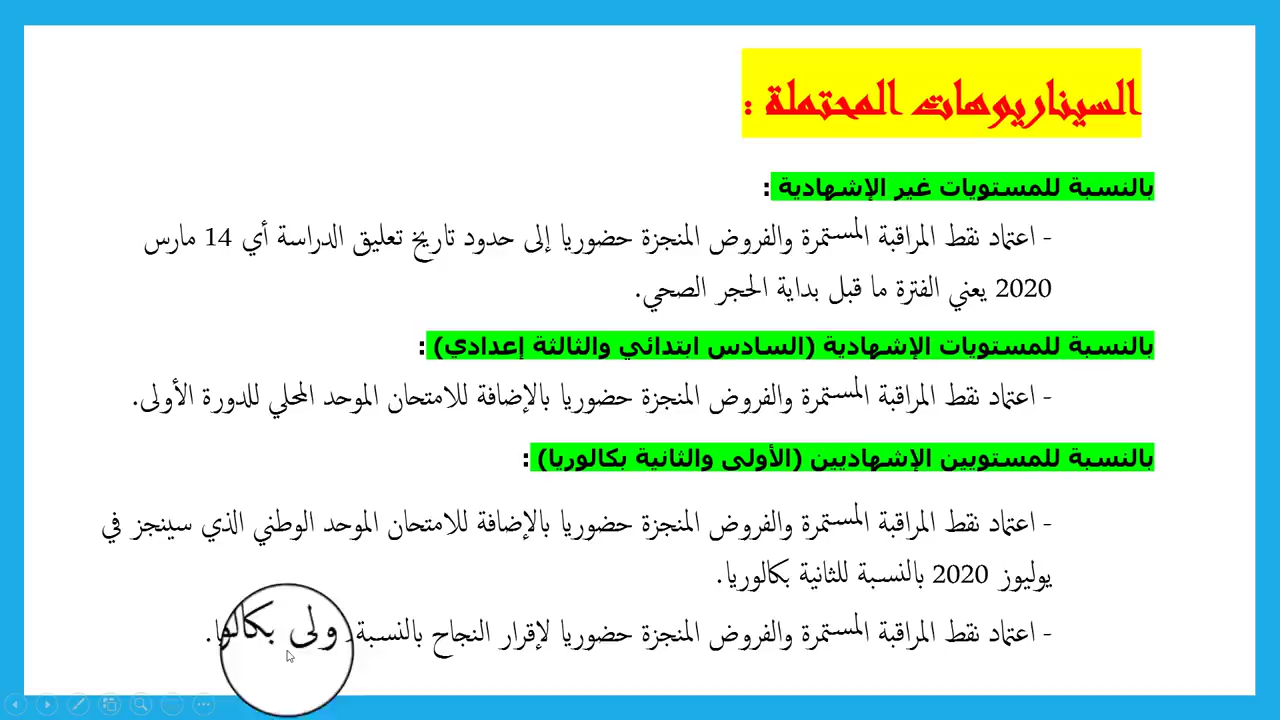 السيناريوهات المحتملة :
بالنسبة للمستويات غير الإشهادية :
- اعتماد نقط المراقبة المستمرة والفروض المنجزة حضوريا إلى حدود تاريخ تعليق الدراسة أي 14 مارس
2020 يعني الفترة ما قبل بداية الحجر الصحي.
بالنسبة للمستويات الإشهادية (السادس ابتدائي والثالثة إعدادي) :
- اعتماد نقط المراقبة المستمرة والفروض المنجزة حضوريا بالإضافة للامتحان الموحد المحلي للدورة الأولى.
بالنسبة للمستويين الإشهاديين (الأولى والثانية بكالوريا) :
- اعتماد نقط المراقبة المستمرة والفروض المنجزة حضوريا بالإضافة للامتحان الموحد الوطني الذي سينجز في
يوليوز 2020 بالنسبة للثانية بكالوريا.
- اعتماد نقط المراقبة المستمرة والفروض المنجزة حضوريا لإقرار النجاح بالنسبة